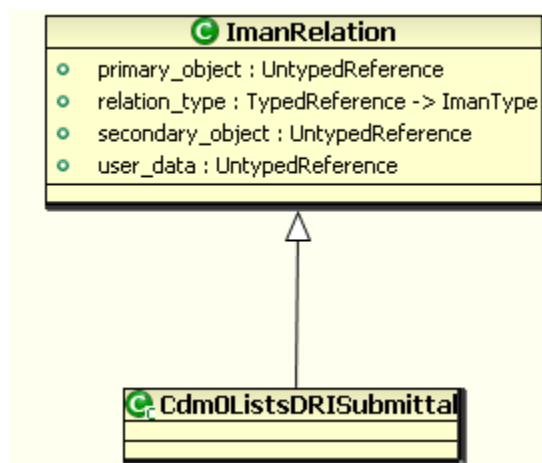 ImanRelation
primary_object : UntypedReference
relation_type : TypedReference -> ImanType
secondary_object : UntypedReference
user_data : UntypedReference
Cdm0ListsDRISubmittal